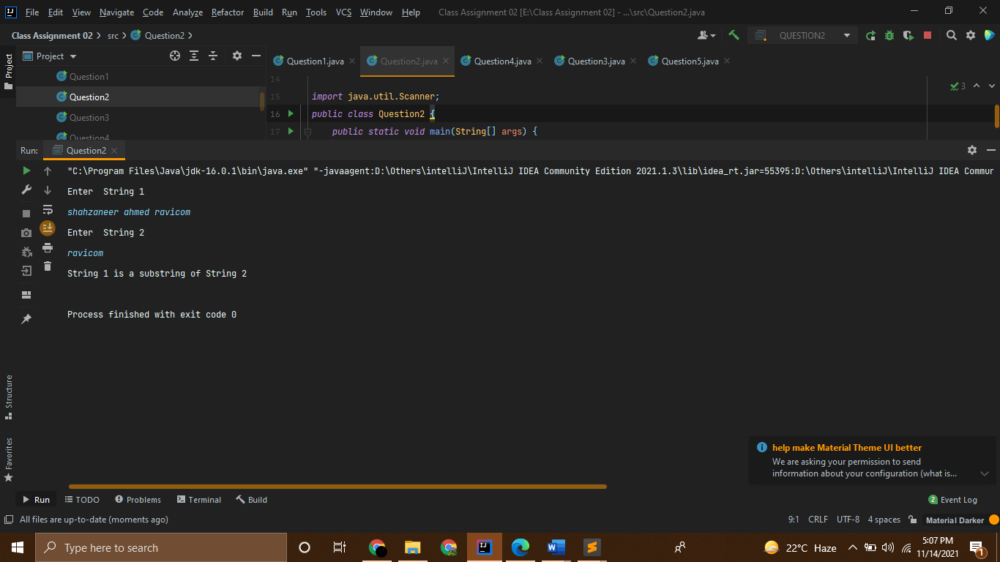 File Edit View Navigate Code Analyze Refactor Build Run Tools VCS Window Help Class Assignment 02 [E:\Class Assignment 02] - ...\src\Question2.java
Class Assignment 02 src Question2 QUESTION2
Project
Project
Question1.java Question2.java Question4.java Question3.java Question5.java
Question1
Question2
Question3
Question4
14
15 import java.util.Scanner;
16 public class Question2 {
17 public static void main(String[] args) {
3
Run: Question2
"C:\Program Files\Java\jdk-16.0.1\bin\java.exe" "-javaagent:D:\Others\intelliJ\IntelliJ IDEA Community Edition 2021.1.3\lib\idea_rt.jar=55395:D:\Others\intelliJ\IntelliJ IDEA Commun
Enter  String 1
shahzaneer ahmed ravicom
Enter  String 2
ravicom
String 1 is a substring of String 2
Process finished with exit code 0
Structure
Favorites
help make Material Theme UI better
We are asking your permission to send
information about your configuration (what is...
Run TODO Problems Terminal Build 2 Event Log
All files are up-to-date (moments ago) 9:1 CRLF UTF-8 4 spaces Material Darker
Type here to search 22°C Haze 5:07 PM
11/14/2021 1